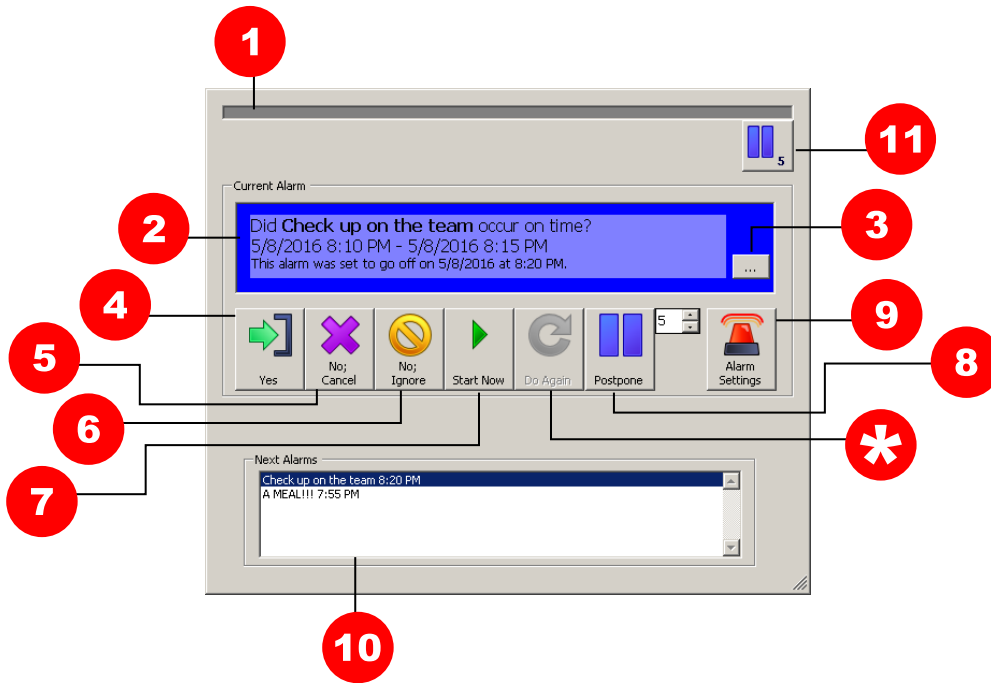 1
11
5
Current Alarm
2
Did Check up on the team occur on time?
5/8/2016 8:10 PM - 5/8/2016 8:15 PM
This alarm was set to go off on 5/8/2016 at 8:20 PM.
3
...
4
Yes
No;
Cancel
No;
Ignore
Start Now
Do Again
Postpone
5
Alarm
Settings
9
5
8
6
*
7
Next Alarms
Check up on the team 8:20 PM
A MEAL!!! 7:55 PM
10